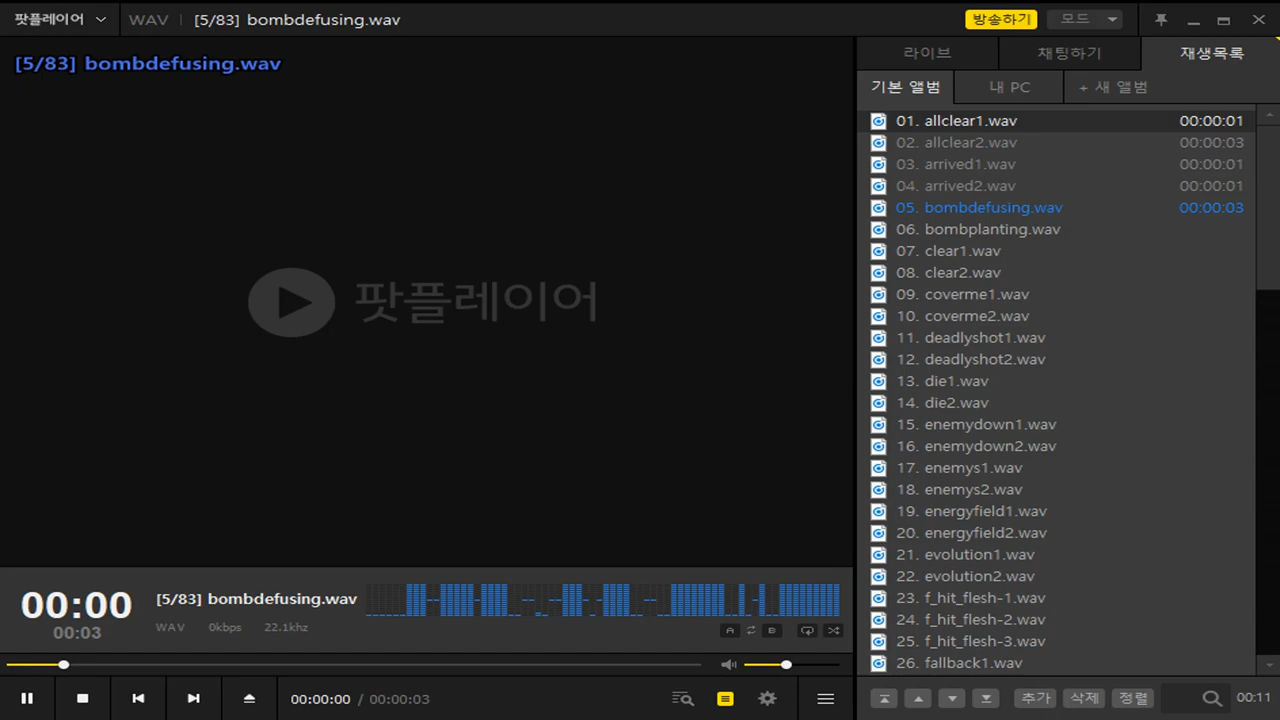 팟플레이어
WAV
[5/83] bombdefusing.wav
방송하기
모드
[5/83] bombdefusing.wav
팟플레이어
라이브
채팅하기
재생목록
기본 앨범
내 PC
+ 새 앨범
01. allclear1.wav 00:00:01
02. allclear2.wav 00:00:03
03. arrived1.wav 00:00:01
04. arrived2.wav 00:00:01
05. bombdefusing.wav 00:00:03
06. bombplanting.wav
07. clear1.wav
08. clear2.wav
09. coverme1.wav
10. coverme2.wav
11. deadlyshot1.wav
12. deadlyshot2.wav
13. die1.wav
14. die2.wav
15. enemydown1.wav
16. enemydown2.wav
17. enemys1.wav
18. enemys2.wav
19. energyfield1.wav
20. energyfield2.wav
21. evolution1.wav
22. evolution2.wav
23. f_hit_flesh-1.wav
24. f_hit_flesh-2.wav
25. f_hit_flesh-3.wav
26. fallback1.wav
00:00
00:03
[5/83] bombdefusing.wav
WAV 0kbps 22.1khz
A
B
00:00:00 / 00:00:03
추가
삭제
정렬
00:11